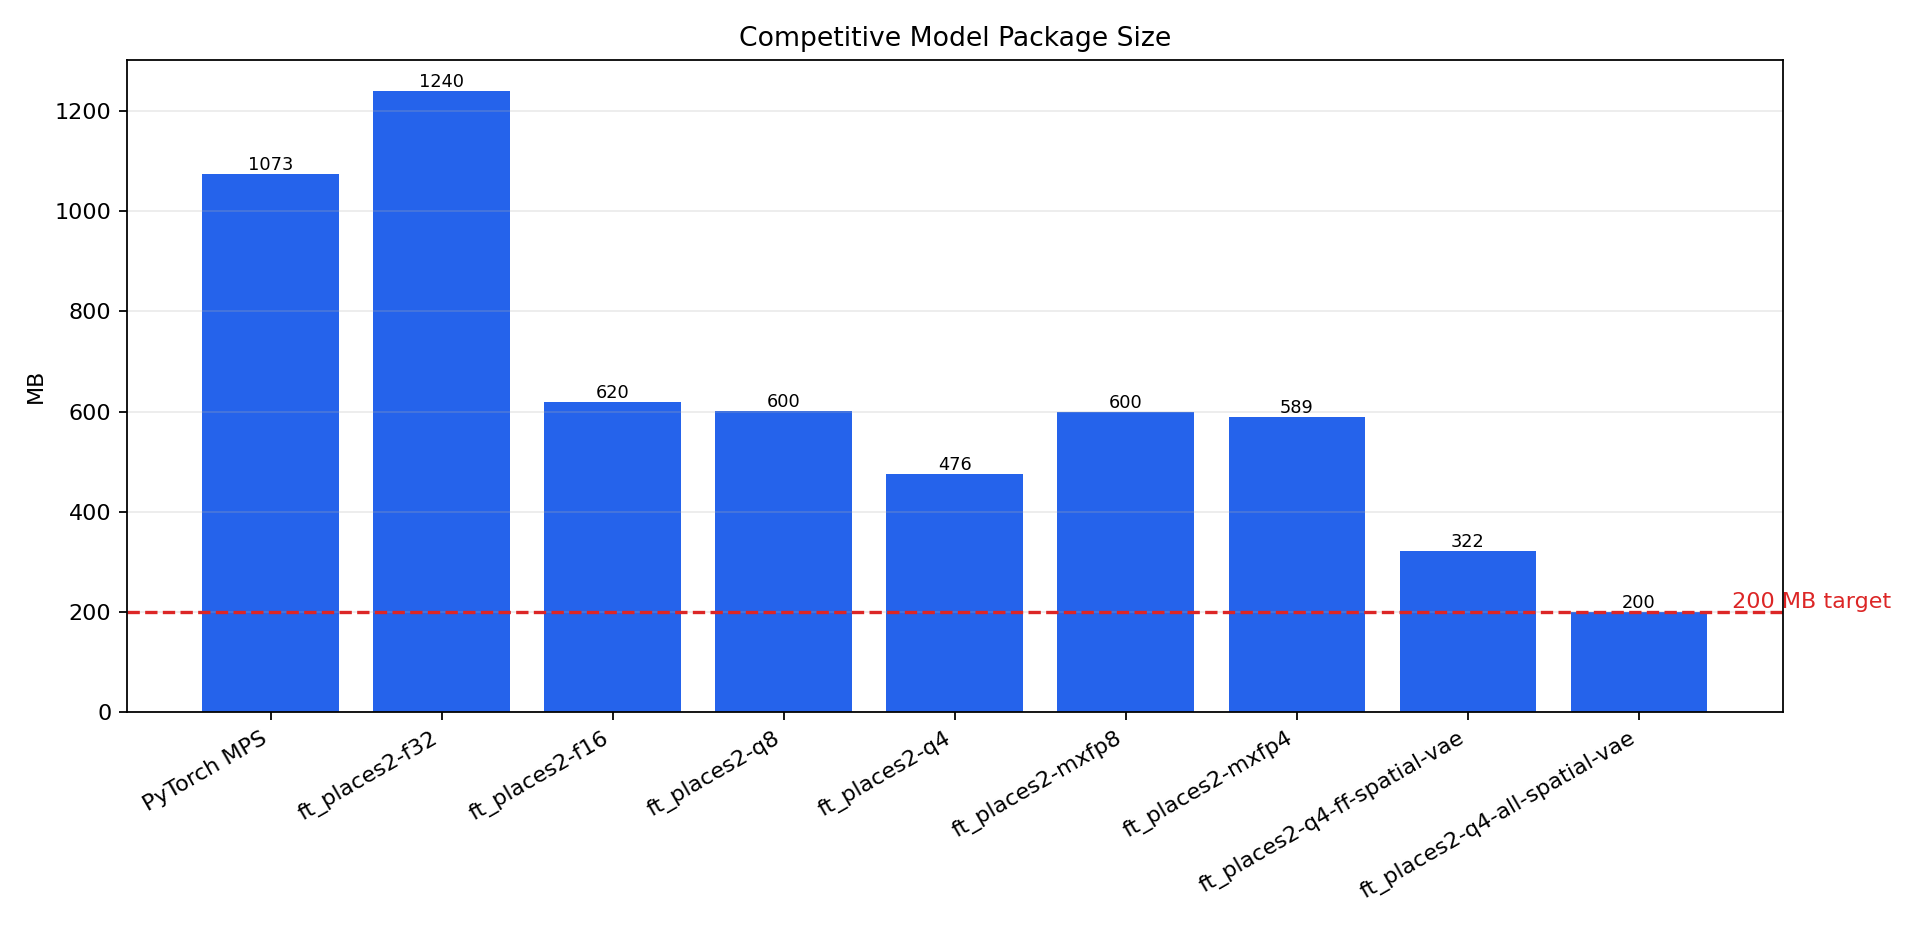 Competitive Model Package Size
MB
1200
1000
800
600
400
200
0
1073
1240
620
600
476
600
589
322
200
200 MB target
PyTorch MPS
ft_places2-f32
ft_places2-f16
ft_places2-q8
ft_places2-q4
ft_places2-mxfp8
ft_places2-mxfp4
ft_places2-q4-ff-spatial-vae
ft_places2-q4-all-spatial-vae